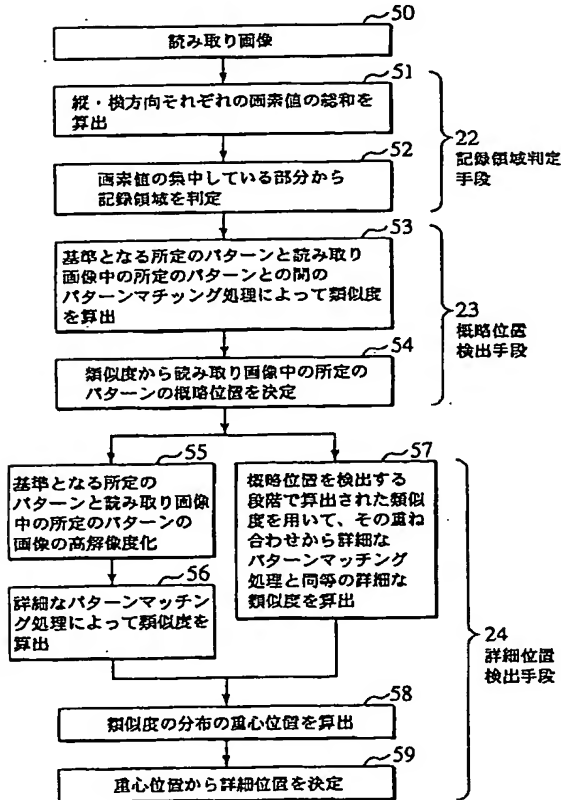 50
読み取り画像
51
縦・横方向それぞれの画素値の総和を
算出
52
画素値の集中している部分から
記録領域を判定
22
記録領域判定
手段
53
基準となる所定のパターンと読み取り
画像中の所定のパターンとの間の
パターンマチッング処理によって類似度
を算出
54
類似度から読み取り画像中の所定の
パターンの概略位置を決定
23
概略位置
検出手段
55
基準となる所定の
パターンと読み取り画像
中の所定のパターンの
画像の高解像度化
56
詳細なパターンマッチン
グ処理によって類似度を
算出
57
概略位置を検出する
段階で算出された類似
度を用いて、その重ね
合わせから詳細な
パターンマッチング
処理と同等の詳細な
類似度を算出
58
類似度の分布の重心位置を算出
59
重心位置から詳細位置を決定
24
詳細位置
検出手段